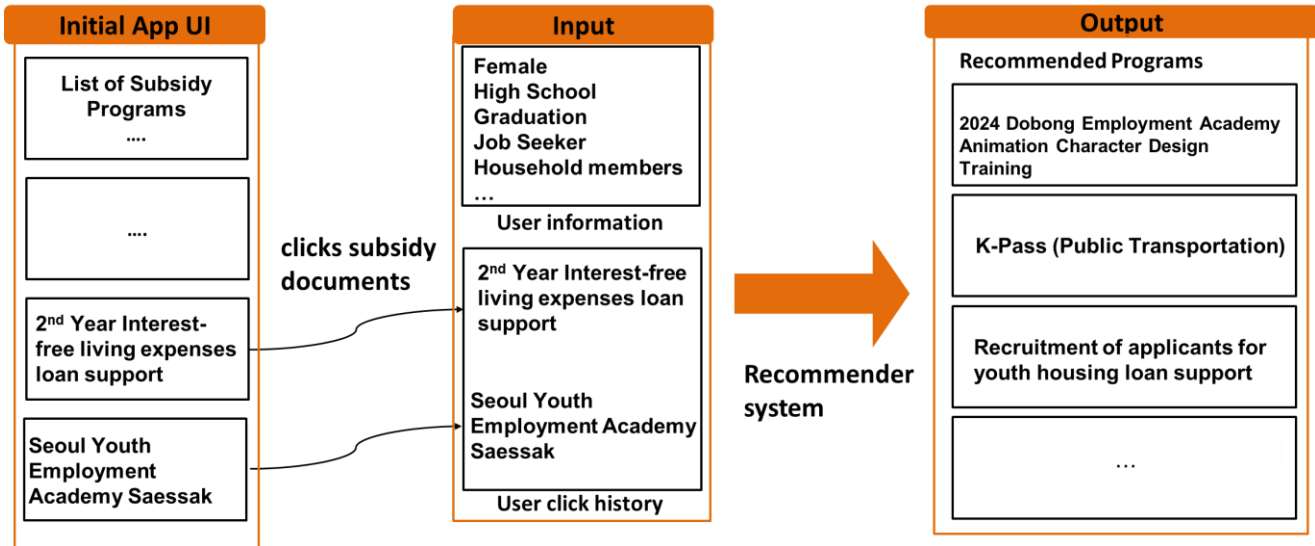 Initial App UI
List of Subsidy
Programs
....
....
2nd Year Interest-
free living expenses
loan support
Seoul Youth
Employment
Academy Saessak
clicks subsidy
documents
Input
Female
High School
Graduation
Job Seeker
Household members
...
User information
2nd Year Interest-free
living expenses loan
support
Seoul Youth
Employment Academy
Saessak
User click history
Recommender
system
Output
Recommended Programs
2024 Dobong Employment Academy
Animation Character Design
Training
K-Pass (Public Transportation)
Recruitment of applicants for
youth housing loan support
...